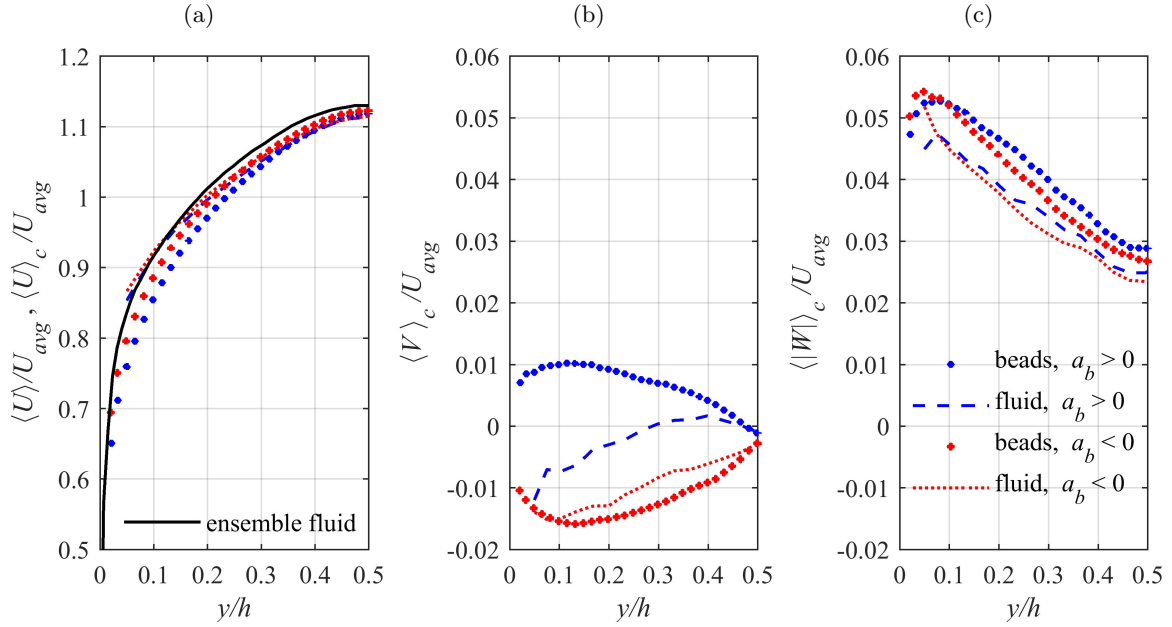 (a)
(b)
(c)
1.2
1.1
1
0.9
0.8
0.7
0.6
0.5
⟨U⟩/U_avg , ⟨U⟩_c /U_avg
ensemble fluid
0 0.1 0.2 0.3 0.4 0.5
y/h
0.06
0.05
0.04
0.03
0.02
0.01
0
-0.01
-0.02
⟨V⟩_c /U_avg
0 0.1 0.2 0.3 0.4 0.5
y/h
0.06
0.05
0.04
0.03
0.02
0.01
0
-0.01
-0.02
⟨|W|⟩_c /U_avg
beads, a_b > 0
fluid, a_b > 0
beads, a_b < 0
fluid, a_b < 0
0 0.1 0.2 0.3 0.4 0.5
y/h